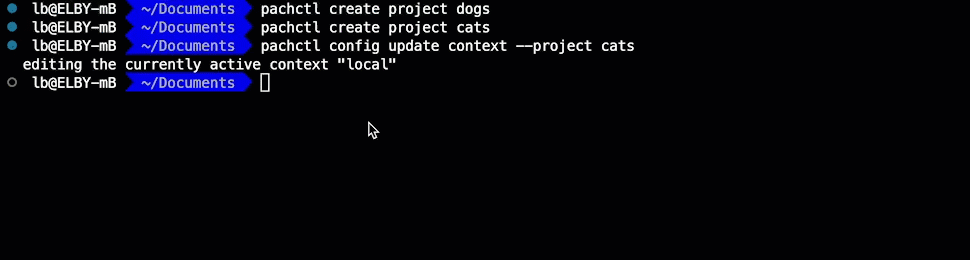 lb@ELBY-mB ~/Documents pachctl create project dogs
lb@ELBY-mB ~/Documents pachctl create project cats
lb@ELBY-mB ~/Documents pachctl config update context --project cats
editing the currently active context "local"
lb@ELBY-mB ~/Documents